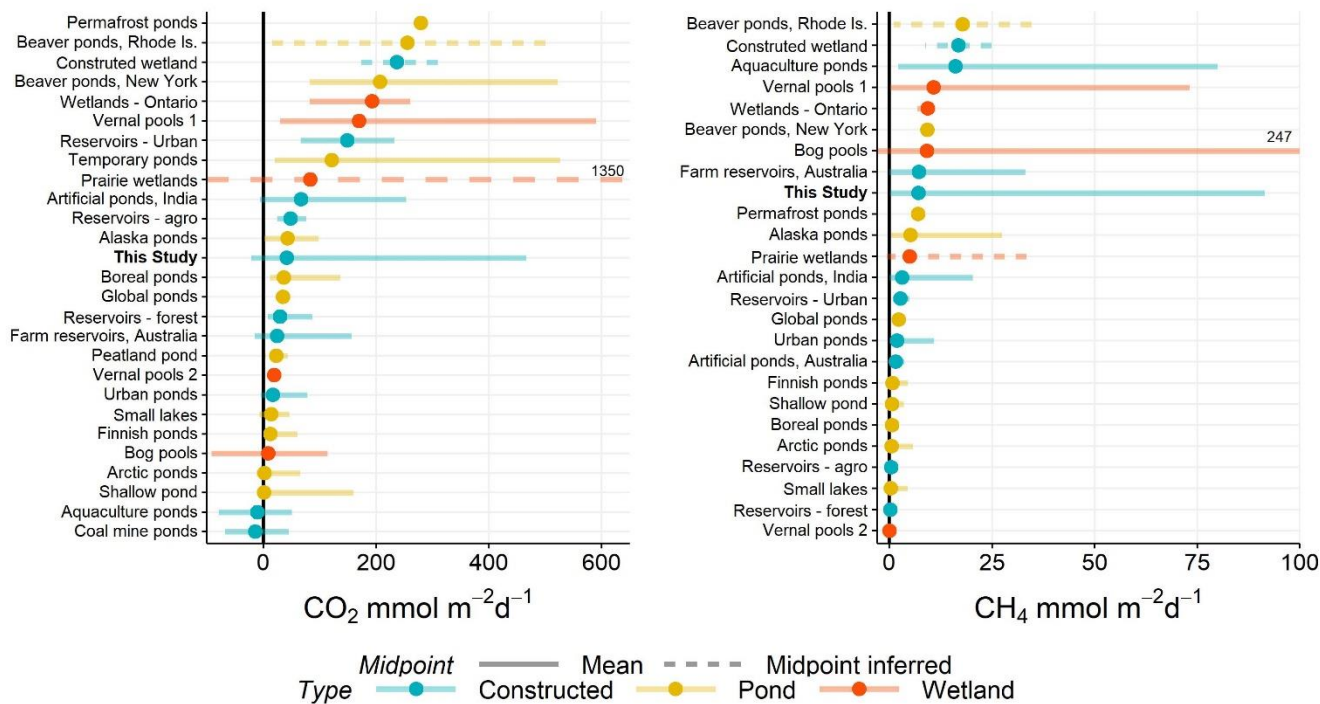 Permafrost ponds
Beaver ponds, Rhode Is.
Construted wetland
Beaver ponds, New York
Wetlands - Ontario
Vernal pools 1
Reservoirs - Urban
Temporary ponds
Prairie wetlands
1350
Artificial ponds, India
Reservoirs - agro
Alaska ponds
This Study
Boreal ponds
Global ponds
Reservoirs - forest
Farm reservoirs, Australia
Peatland pond
Vernal pools 2
Urban ponds
Small lakes
Finnish ponds
Bog pools
Arctic ponds
Shallow pond
Aquaculture ponds
Coal mine ponds
0 200 400 600
CO₂ mmol m⁻²d⁻¹
Beaver ponds, Rhode Is.
Construted wetland
Aquaculture ponds
Vernal pools 1
Wetlands - Ontario
Beaver ponds, New York
247
Bog pools
Farm reservoirs, Australia
This Study
Permafrost ponds
Alaska ponds
Prairie wetlands
Artificial ponds, India
Reservoirs - Urban
Global ponds
Urban ponds
Artificial ponds, Australia
Finnish ponds
Shallow pond
Boreal ponds
Arctic ponds
Reservoirs - agro
Small lakes
Reservoirs - forest
Vernal pools 2
0 25 50 75 100
CH₄ mmol m⁻²d⁻¹
Midpoint Mean Midpoint inferred
Type Constructed Pond Wetland